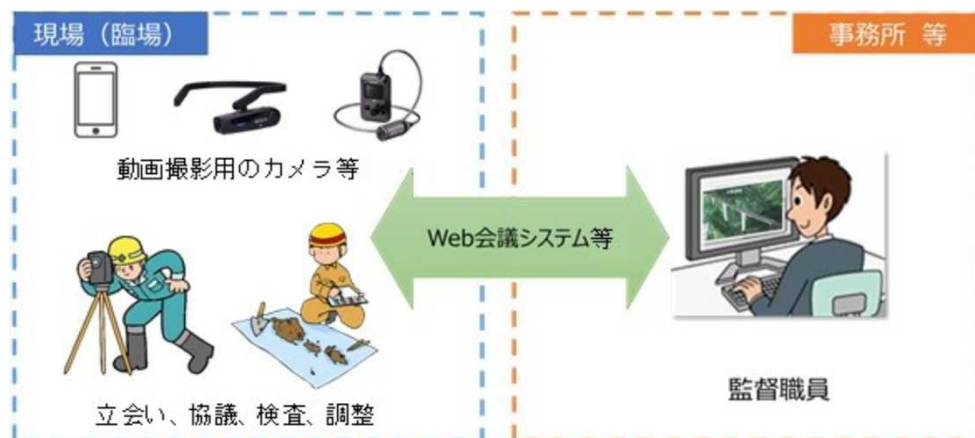 現場（臨場）
動画撮影用のカメラ等
立会い、協議、検査、調整
Web会議システム等
事務所 等
監督職員